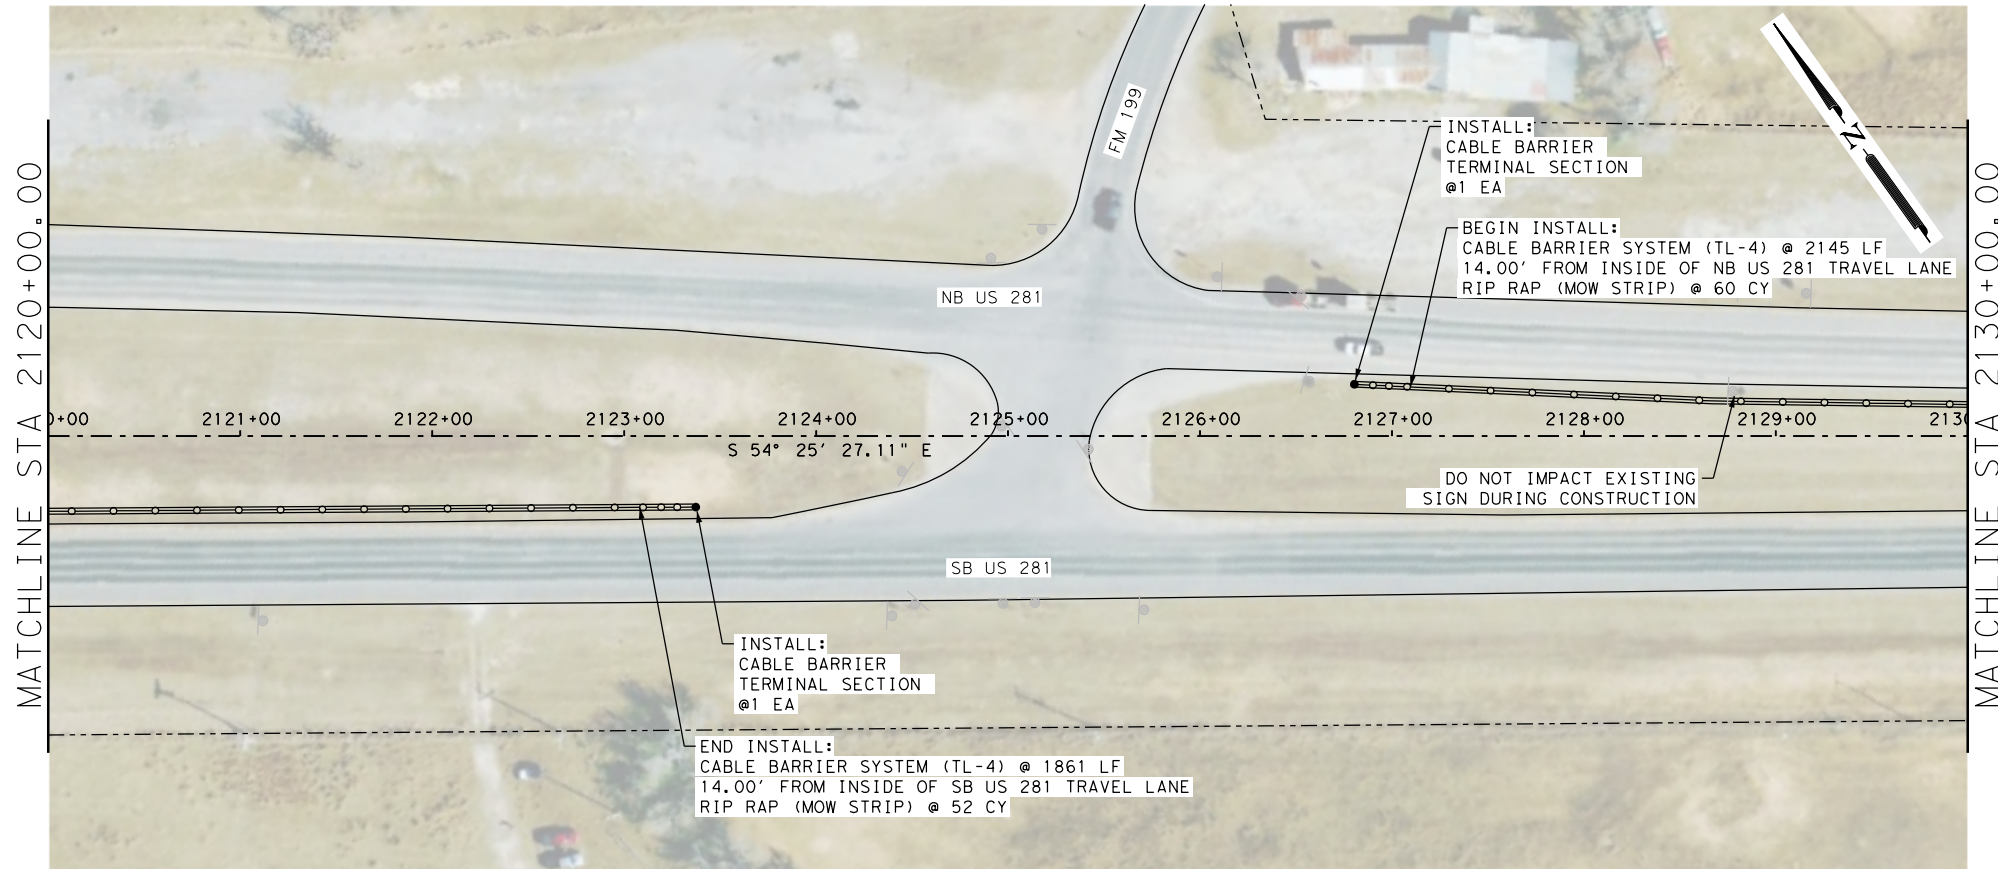 FM 199
N
INSTALL:
CABLE BARRIER
TERMINAL SECTION
@1 EA
BEGIN INSTALL:
CABLE BARRIER SYSTEM (TL-4) @ 2145 LF
14.00' FROM INSIDE OF NB US 281 TRAVEL LANE
RIP RAP (MOW STRIP) @ 60 CY
NB US 281
MATCHLINE STA 2120+00.00
MATCHLINE STA 2130+00.00
0+00 2121+00 2122+00 2123+00 2124+00 2125+00 2126+00 2127+00 2128+00 2129+00 2130
S 54° 25' 27.11" E
DO NOT IMPACT EXISTING
SIGN DURING CONSTRUCTION
SB US 281
INSTALL:
CABLE BARRIER
TERMINAL SECTION
@1 EA
END INSTALL:
CABLE BARRIER SYSTEM (TL-4) @ 1861 LF
14.00' FROM INSIDE OF SB US 281 TRAVEL LANE
RIP RAP (MOW STRIP) @ 52 CY